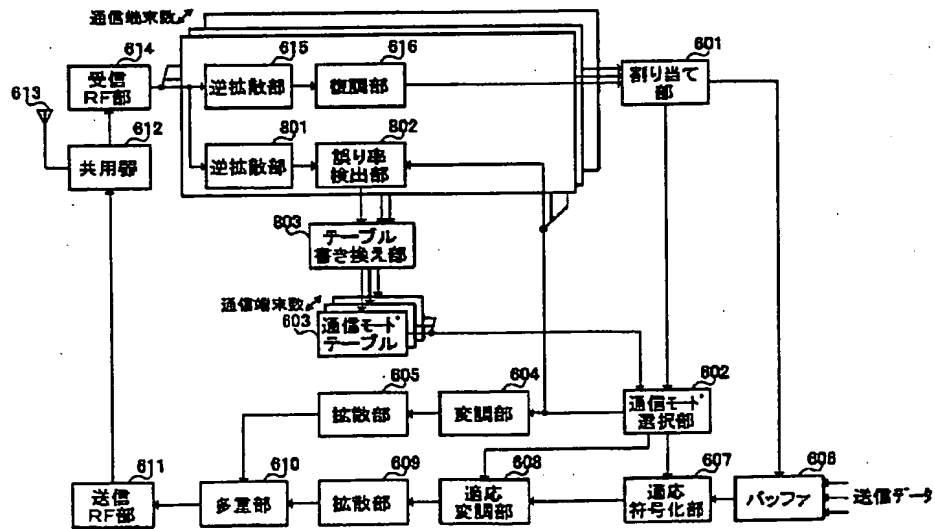 通信端末数
614
受信
RF部
615
逆拡散部
616
復調部
601
割り当て
部
613
612
共用器
801
逆拡散部
802
誤り率
検出部
803
テーブル
書き換え部
通信端末数
603
通信モード
テーブル
605
拡散部
604
変調部
602
通信モード
選択部
611
送信
RF部
610
多重部
609
拡散部
608
適応
変調部
607
適応
符号化部
606
バッファ
送信データ